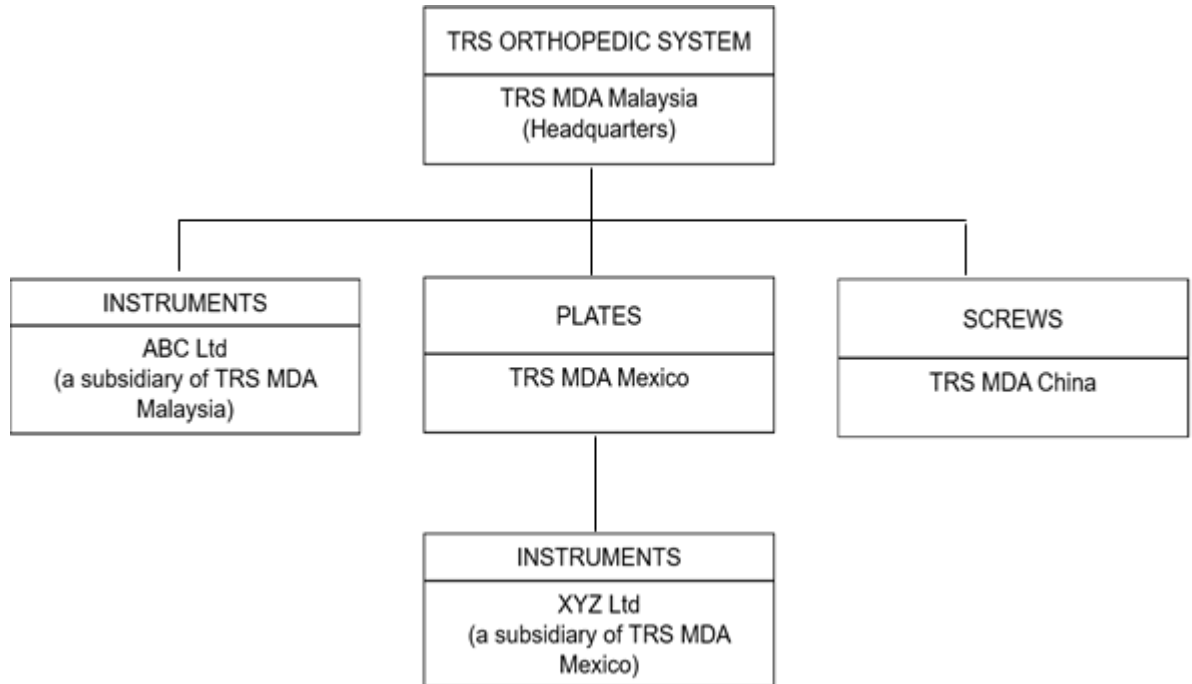 TRS ORTHOPEDIC SYSTEM
TRS MDA Malaysia
(Headquarters)
INSTRUMENTS
ABC Ltd
(a subsidiary of TRS MDA
Malaysia)
PLATES
TRS MDA Mexico
SCREWS
TRS MDA China
INSTRUMENTS
XYZ Ltd
(a subsidiary of TRS MDA
Mexico)